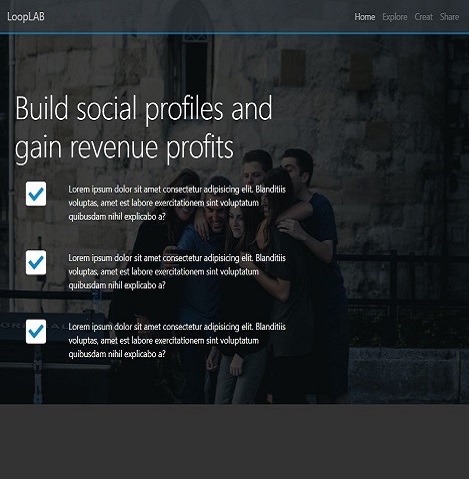 LoopLAB
Home Explore Creat Share
Build social profiles and
gain revenue profits
Lorem ipsum dolor sit amet consectetur adipisicing elit. Blanditiis
voluptas, amet est labore exercitationem sint voluptatum
quibusdam nihil explicabo a?
Lorem ipsum dolor sit amet consectetur adipisicing elit. Blanditiis
voluptas, amet est labore exercitationem sint voluptatum
quibusdam nihil explicabo a?
Lorem ipsum dolor sit amet consectetur adipisicing elit. Blanditiis
voluptas, amet est labore exercitationem sint voluptatum
quibusdam nihil explicabo a?